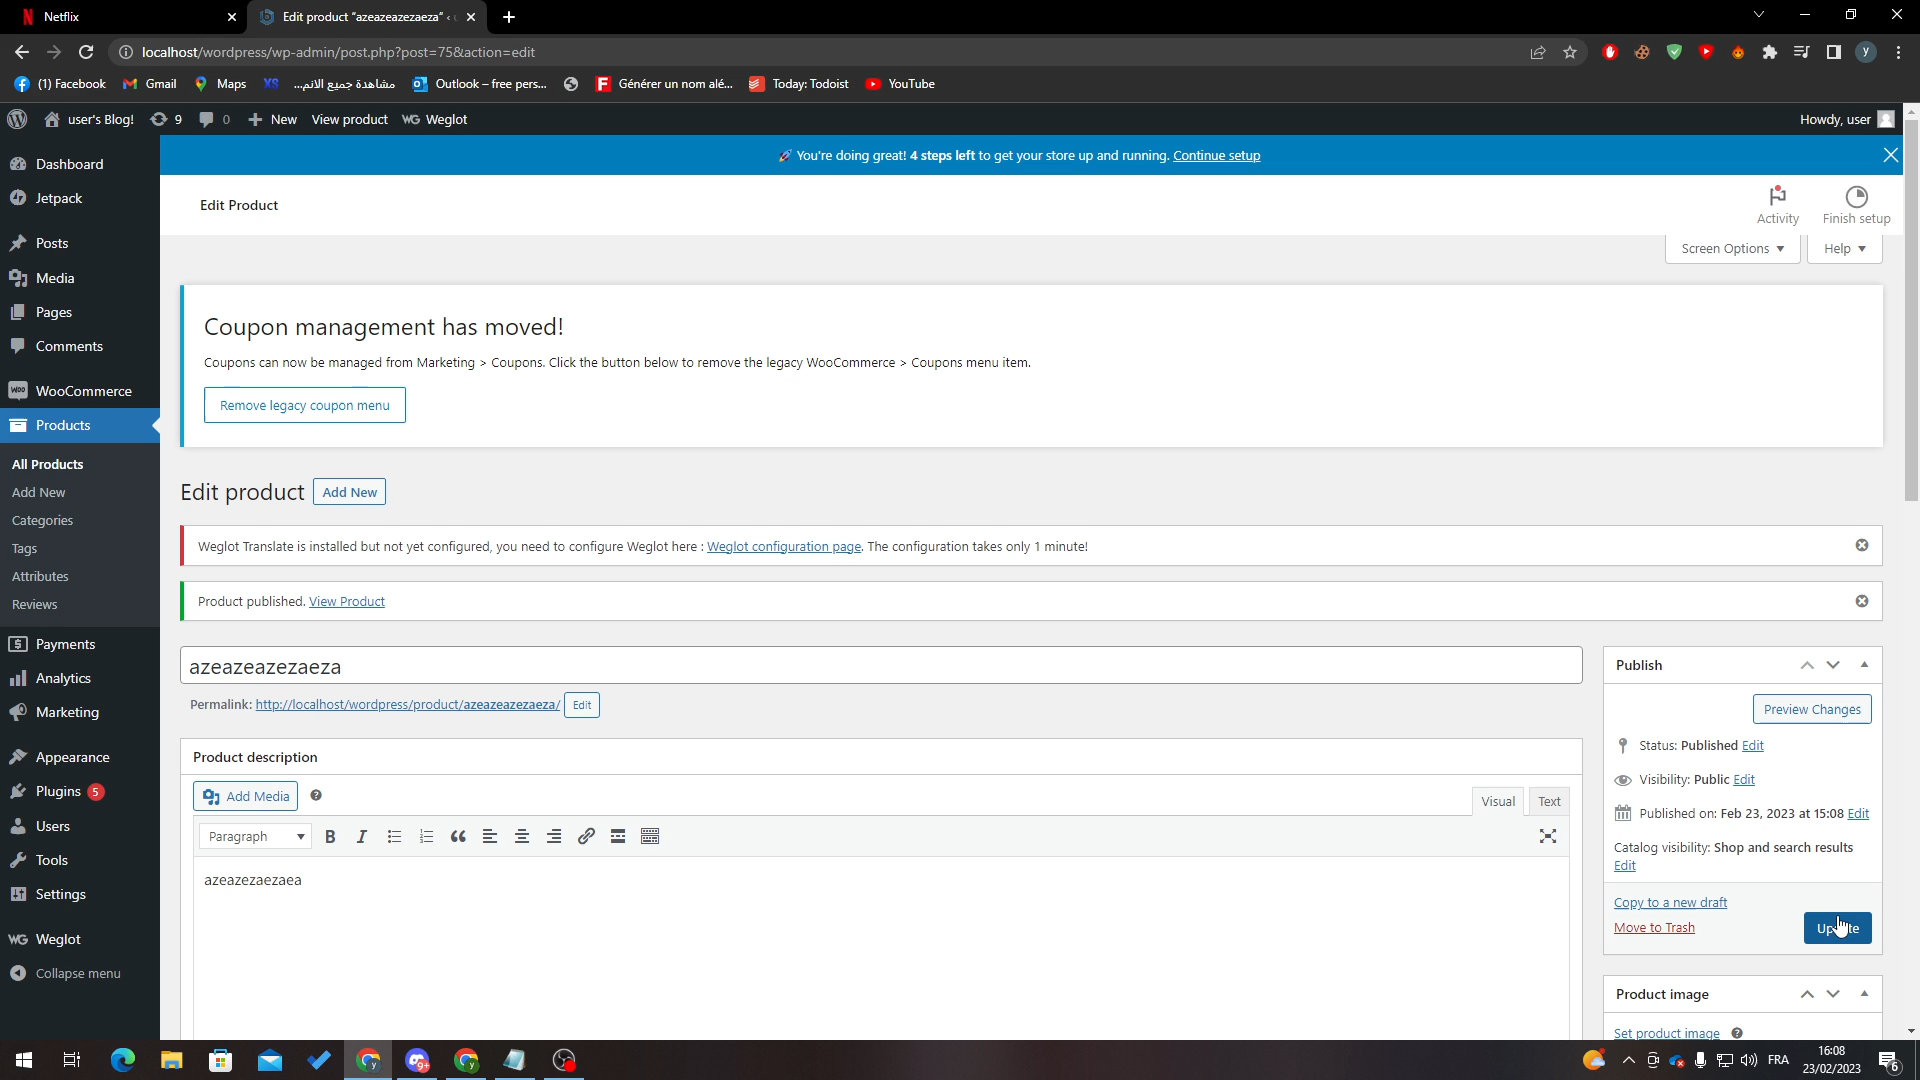 Netflix
Edit product "azeazeazezaeza" ‹
localhost/wordpress/wp-admin/post.php?post=75&action=edit
y
(1) Facebook
Gmail
Maps
XS
مشاهدة جميع الانم...
Outlook – free pers...
Générer un nom alé...
Today: Todoist
YouTube
user's Blog!
9
0
New
View product
WG Weglot
Howdy, user
Dashboard
Jetpack
Posts
Media
Pages
Comments
WooCommerce
Products
All Products
Add New
Categories
Tags
Attributes
Reviews
Payments
Analytics
Marketing
Appearance
Plugins 5
Users
Tools
Settings
WG Weglot
Collapse menu
You're doing great! 4 steps left to get your store up and running. Continue setup
Edit Product
Activity
Finish setup
Screen Options
Help
Coupon management has moved!
Coupons can now be managed from Marketing > Coupons. Click the button below to remove the legacy WooCommerce > Coupons menu item.
Remove legacy coupon menu
Edit product
Add New
Weglot Translate is installed but not yet configured, you need to configure Weglot here : Weglot configuration page. The configuration takes only 1 minute!
Product published. View Product
azeazeazezaeza
Permalink: http://localhost/wordpress/product/azeazeazezaeza/ Edit
Product description
Add Media
Visual
Text
Paragraph
B
I
azeazezaezaea
Publish
Preview Changes
Status: Published Edit
Visibility: Public Edit
Published on: Feb 23, 2023 at 15:08 Edit
Catalog visibility: Shop and search results
Edit
Copy to a new draft
Move to Trash
Product image
Set product image
9+
FRA
16:08
23/02/2023
6